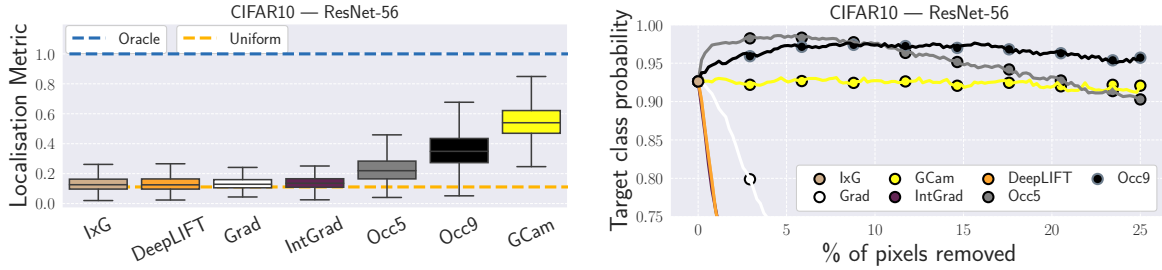 CIFAR10 — ResNet-56
Localisation Metric
Oracle
Uniform
1.0
0.8
0.6
0.4
0.2
0.0
IxG
DeepLIFT
Grad
IntGrad
Occ5
Occ9
GCam
CIFAR10 — ResNet-56
Target class probability
1.00
0.95
0.90
0.85
0.80
0.75
IxG
Grad
GCam
IntGrad
DeepLIFT
Occ5
Occ9
0
5
10
15
20
25
% of pixels removed